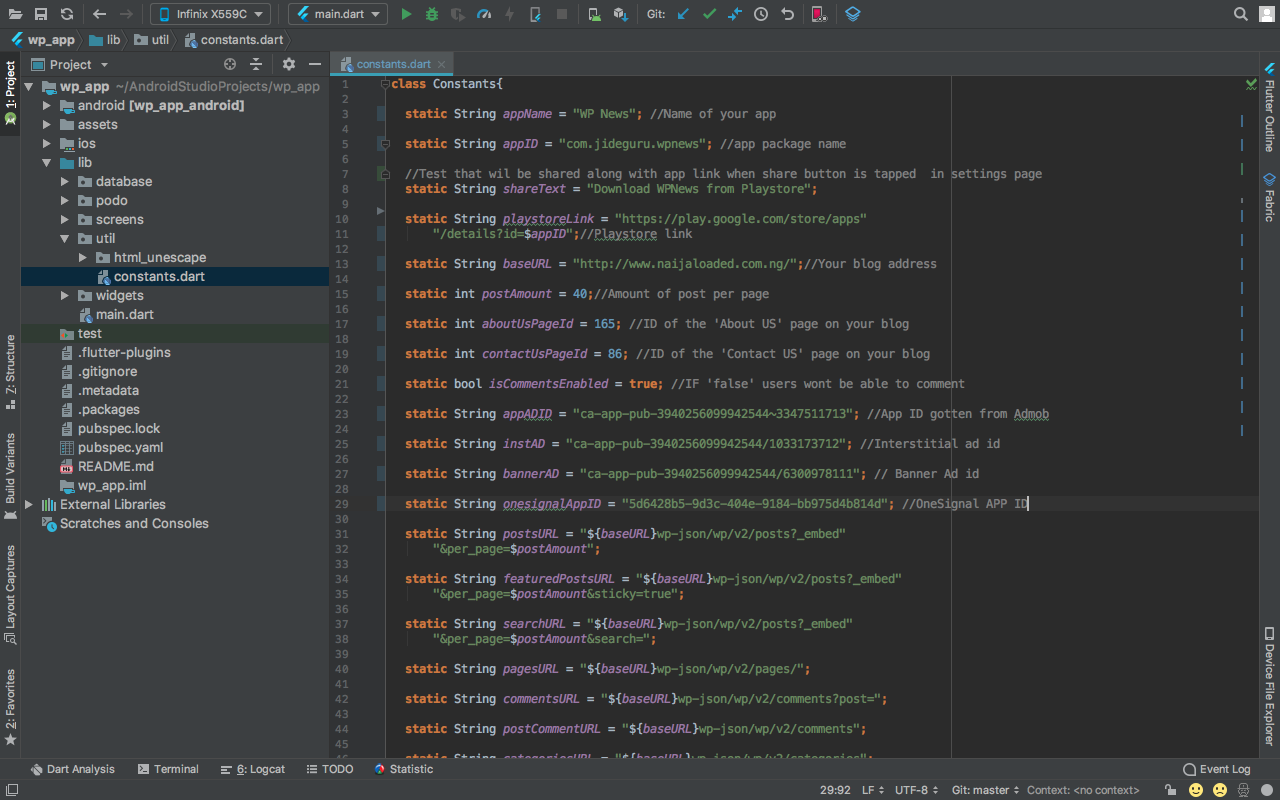 Infinix X559C
main.dart
Git:
wp_app
lib
util
constants.dart
1: Project
Z: Structure
Build Variants
Layout Captures
2: Favorites
Project
wp_app ~/AndroidStudioProjects/wp_app
android [wp_app_android]
assets
ios
lib
database
podo
screens
util
html_unescape
constants.dart
widgets
main.dart
test
.flutter-plugins
.gitignore
.metadata
.packages
pubspec.lock
pubspec.yaml
README.md
wp_app.iml
External Libraries
Scratches and Consoles
constants.dart
1 class Constants{
2
3 static String appName = "WP News"; //Name of your app
4
5 static String appID = "com.jideguru.wpnews"; //app package name
6
7 //Test that wil be shared along with app link when share button is tapped  in settings page
8 static String shareText = "Download WPNews from Playstore";
9
10 static String playstoreLink = "https://play.google.com/store/apps"
11 "/details?id=$appID";//Playstore link
12
13 static String baseURL = "http://www.naijaloaded.com.ng/";//Your blog address
14
15 static int postAmount = 40;//Amount of post per page
16
17 static int aboutUsPageId = 165; //ID of the 'About US' page on your blog
18
19 static int contactUsPageId = 86; //ID of the 'Contact US' page on your blog
20
21 static bool isCommentsEnabled = true; //IF 'false' users wont be able to comment
22
23 static String appADID = "ca-app-pub-3940256099942544~3347511713"; //App ID gotten from Admob
24
25 static String instAD = "ca-app-pub-3940256099942544/1033173712"; //Interstitial ad id
26
27 static String bannerAD = "ca-app-pub-3940256099942544/6300978111"; // Banner Ad id
28
29 static String onesignalAppID = "5d6428b5-9d3c-404e-9184-bb975d4b814d"; //OneSignal APP ID
30
31 static String postsURL = "${baseURL}wp-json/wp/v2/posts?_embed"
32 "&per_page=$postAmount";
33
34 static String featuredPostsURL = "${baseURL}wp-json/wp/v2/posts?_embed"
35 "&per_page=$postAmount&sticky=true";
36
37 static String searchURL = "${baseURL}wp-json/wp/v2/posts?_embed"
38 "&per_page=$postAmount&search=";
39
40 static String pagesURL = "${baseURL}wp-json/wp/v2/pages/";
41
42 static String commentsURL = "${baseURL}wp-json/wp/v2/comments?post=";
43
44 static String postCommentURL = "${baseURL}wp-json/wp/v2/comments";
45
46 static String categoriesURL = "${baseURL}wp-json/wp/v2/categories";
Flutter Outline
Fabric
Device File Explorer
Dart Analysis
Terminal
6: Logcat
TODO
Statistic
Event Log
29:92
LF
UTF-8
Git: master
Context: <no context>